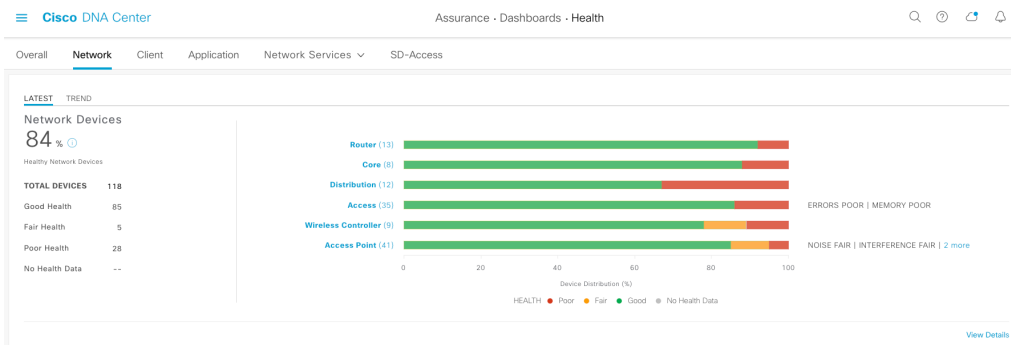 Cisco DNA Center
Assurance · Dashboards · Health
Overall Network Client Application Network Services SD-Access
LATEST TREND
Network Devices
84 %
Healthy Network Devices
TOTAL DEVICES 118
Good Health 85
Fair Health 5
Poor Health 28
No Health Data --
Router (13)
Core (8)
Distribution (12)
Access (35) ERRORS POOR | MEMORY POOR
Wireless Controller (9)
Access Point (41) NOISE FAIR | INTERFERENCE FAIR | 2 more
0 20 40 60 80 100
Device Distribution (%)
HEALTH Poor Fair Good No Health Data
View Details